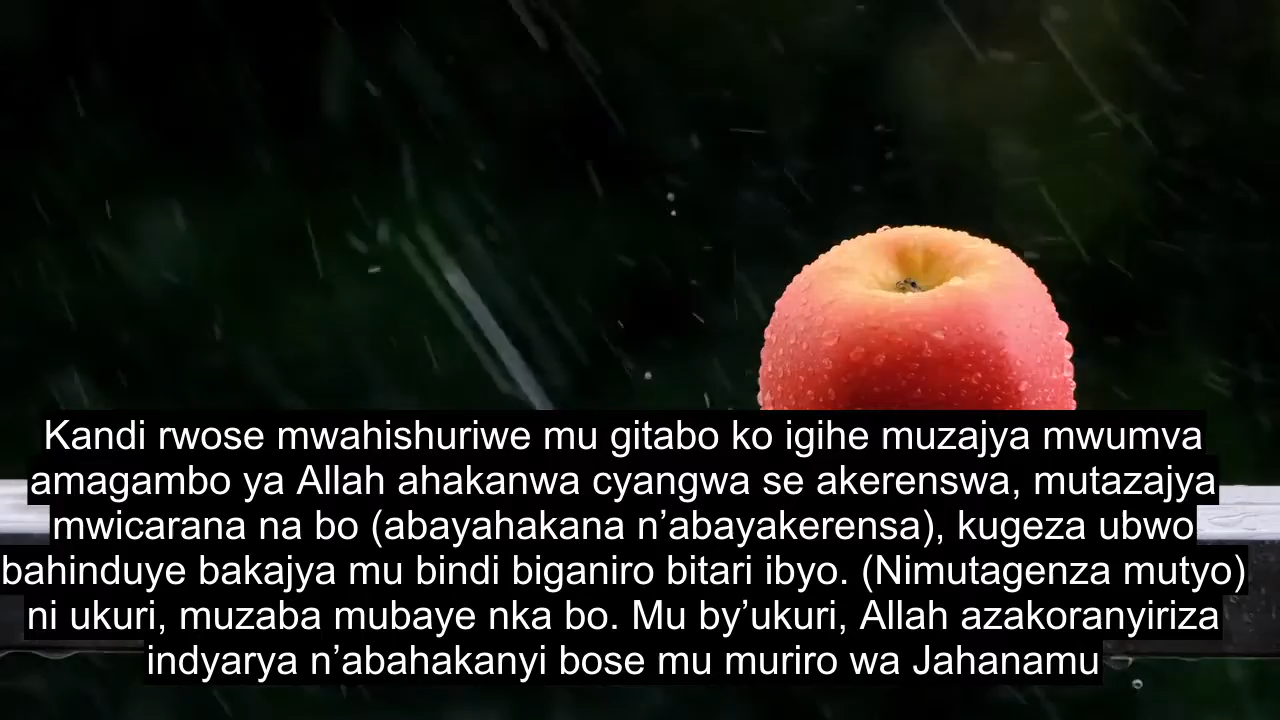 Kandi rwose mwahishuriwe mu gitabo ko igihe muzajya mwumva
amagambo ya Allah ahakanwa cyangwa se akerenswa, mutazajya
mwicarana na bo (abayahakana n’abayakerensa), kugeza ubwo
bahinduye bakajya mu bindi biganiro bitari ibyo. (Nimutagenza mutyo)
ni ukuri, muzaba mubaye nka bo. Mu by’ukuri, Allah azakoranyiriza
indyarya n’abahakanyi bose mu muriro wa Jahanamu